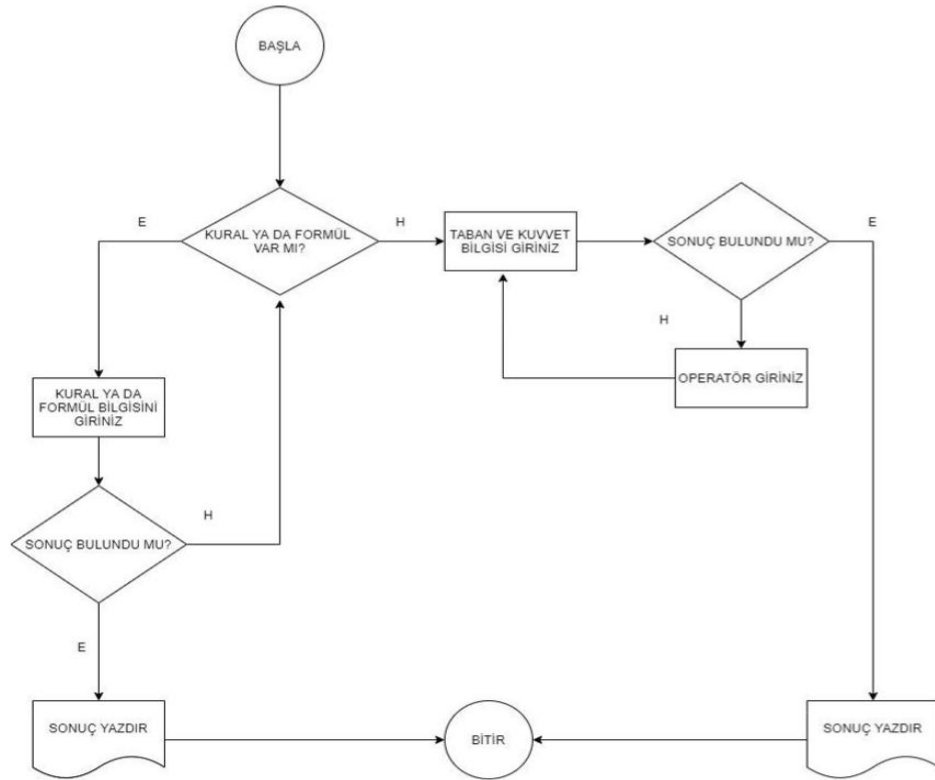 BAŞLA
E
KURAL YA DA FORMÜL
VAR MI?
H
TABAN VE KUVVET
BİLGİSİ GİRİNİZ
SONUÇ BULUNDU MU?
E
H
OPERATÖR GİRİNİZ
KURAL YA DA
FORMÜL BİLGİSİNİ
GİRİNİZ
SONUÇ BULUNDU MU?
H
E
SONUÇ YAZDIR
BİTİR
SONUÇ YAZDIR